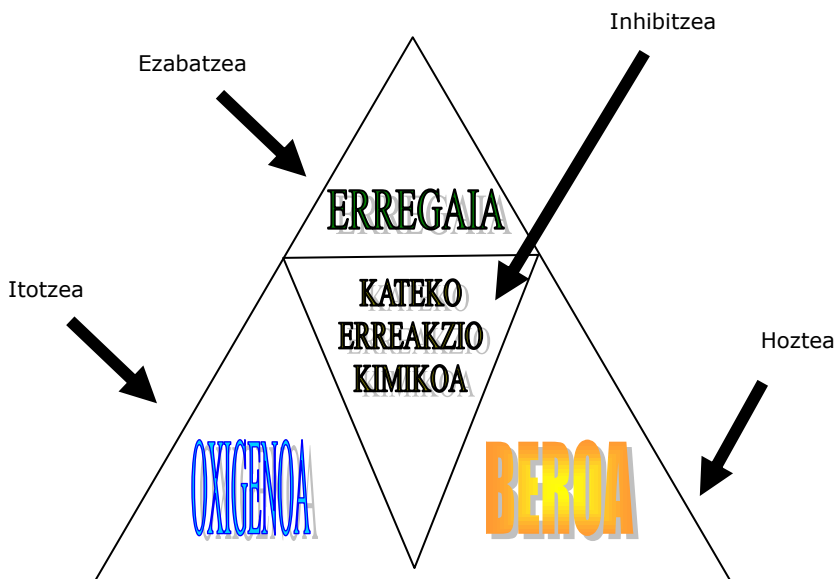 Inhibitzea
Ezabatzea
ERREGAIA
Itotzea
KATEKO
ERREAKZIO
KIMIKOA
Hoztea
OXIGENOA
BEROA